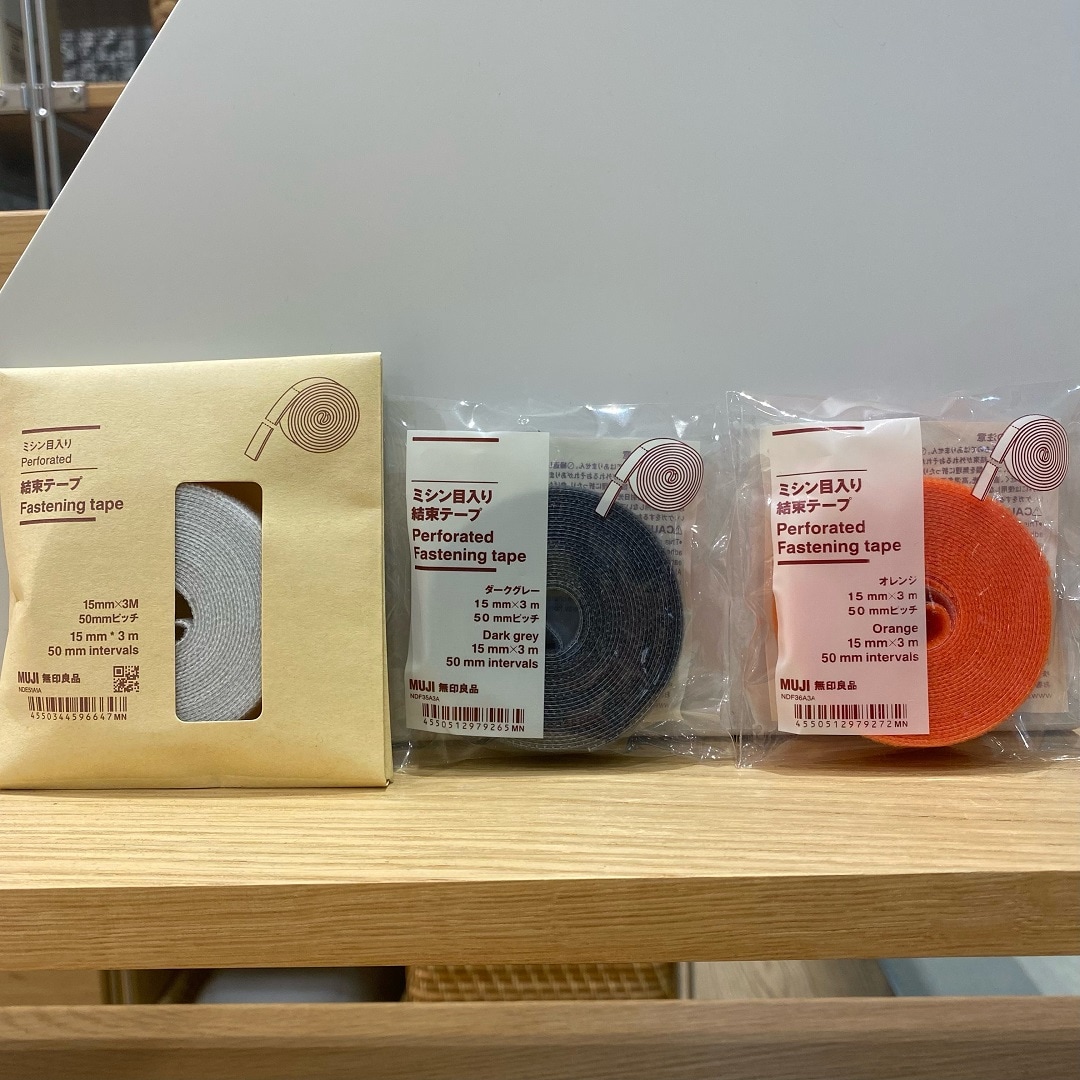 ミシン目入り
Perforated
結束テープ
Fastening tape
15mm×3M
50mmピッチ
15 mm * 3 m
50 mm intervals
MUJI 無印良品
4550344596647MN
ミシン目入り
結束テープ
Perforated
Fastening tape
ダークグレー
15 mm×3 m
50 mmピッチ
Dark grey
15 mm×3 m
50 mm intervals
MUJI 無印良品
NDF35A3A
4550512979265MN
ミシン目入り
結束テープ
Perforated
Fastening tape
オレンジ
15 mm×3 m
50 mmピッチ
Orange
15 mm×3 m
50 mm intervals
MUJI 無印良品
NDF36A3A
4550512979272MN